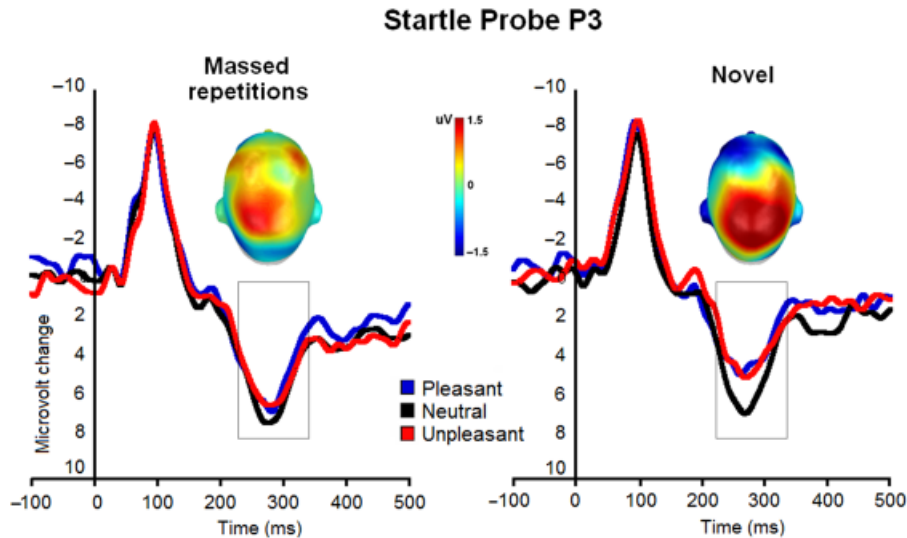 Startle Probe P3
Massed
repetitions
Novel
–10
–8
–6
–4
–2
2
4
6
8
10
Microvolt change
–100 0 100 200 300 400 500
Time (ms)
uV
1.5
0
–1.5
Pleasant
Neutral
Unpleasant
–10
–8
–6
–4
–2
0
2
4
6
8
10
–100 0 100 200 300 400 500
Time (ms)